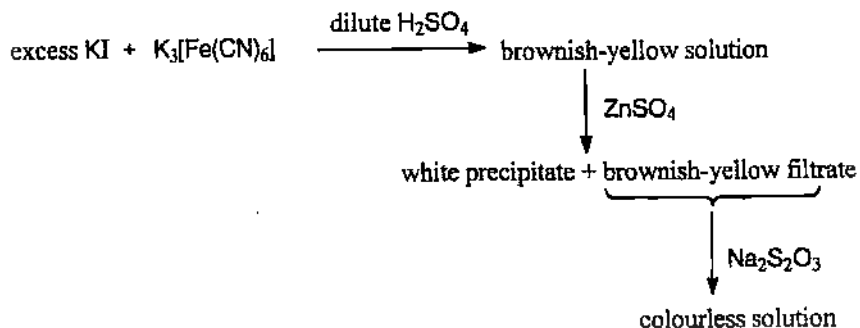 dilute H₂SO₄
excess KI + K₃[Fe(CN)₆] brownish-yellow solution
ZnSO₄
white precipitate + brownish-yellow filtrate
Na₂S₂O₃
colourless solution